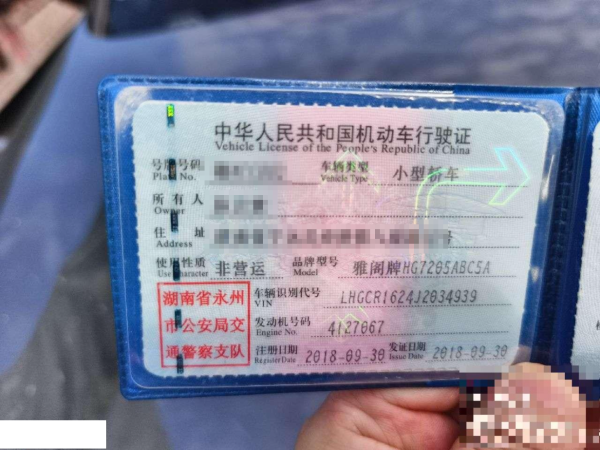 中华人民共和国机动车行驶证
Vehicle License of the People's Republic of China
号牌号码 车辆类型 小型轿车
Plate No. Vehicle Type
所有人
Owner
住址 号
Address
使用性质 非营运 品牌型号 雅阁牌HG7205ABC5A
Use Character Model
湖南省永州
市公安局交
通警察支队
车辆识别代号 LHGCR1624J2034939
VIN
发动机号码 4127067
Engine No.
注册日期 2018-09-30 发证日期 2018-09-30
Register Date Issue Date